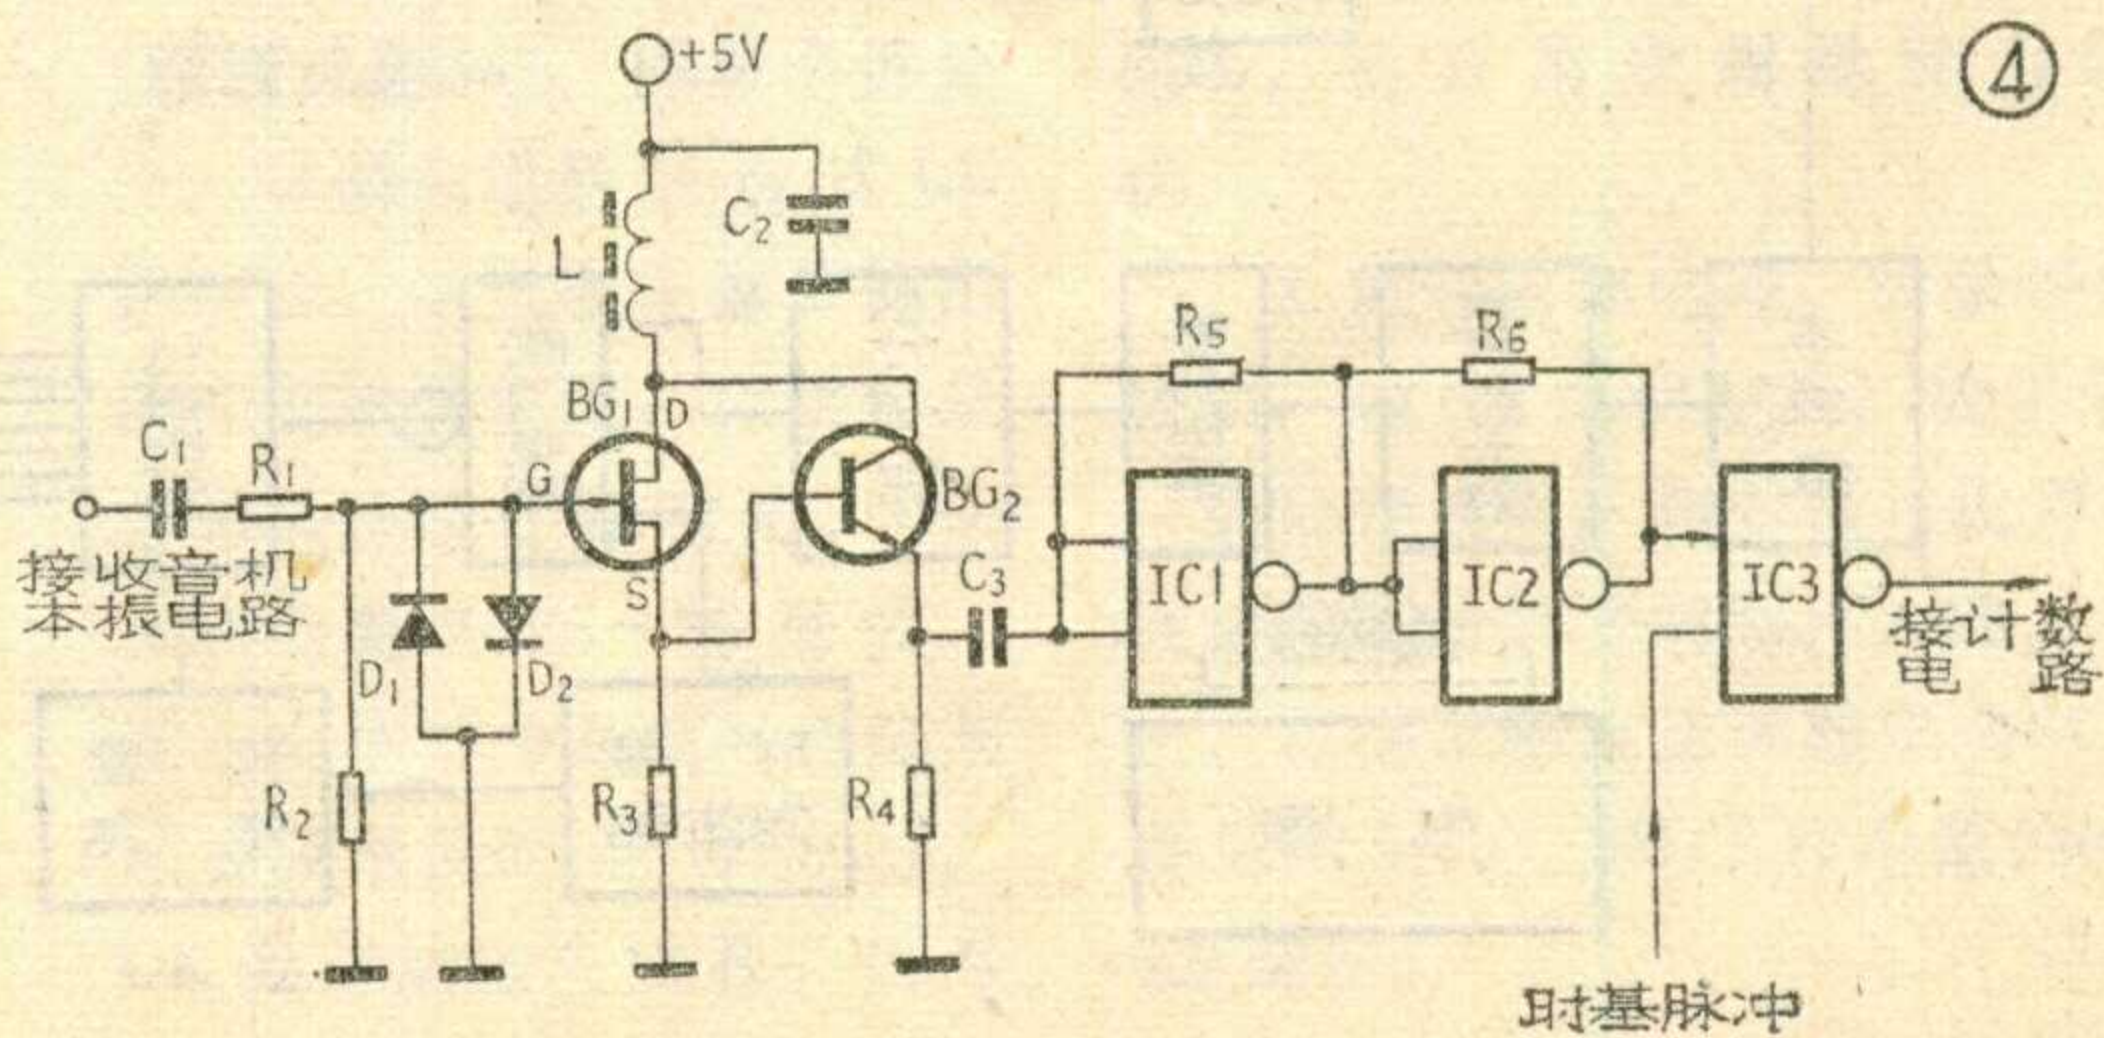 ④
+5V
L
C₂
R₅
R₆
BG₁
D
C₁
R₁
G
BG₂
S
C₃
IC1
IC2
IC3
接收音机
本振电路
接计数
电路
D₁
D₂
R₂
R₃
R₄
时基脉冲